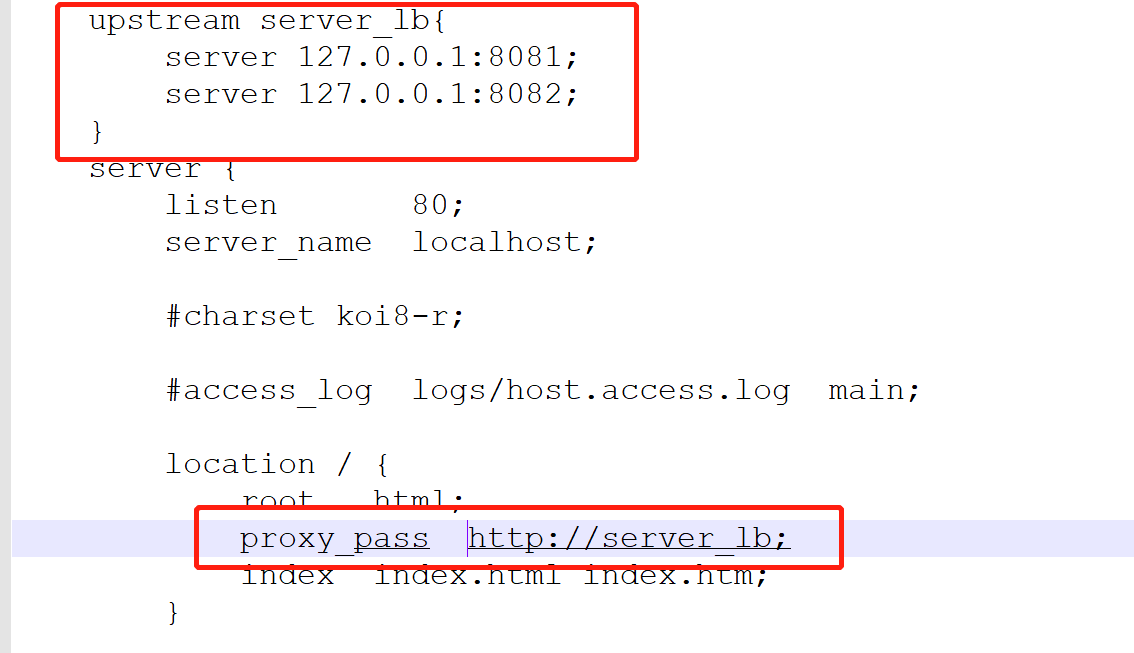 upstream server_lb{
server 127.0.0.1:8081;
server 127.0.0.1:8082;
}
server {
listen 80;
server_name localhost;
#charset koi8-r;
#access_log logs/host.access.log main;
location / {
root html;
proxy_pass http://server_lb;
index index.html index.htm;
}